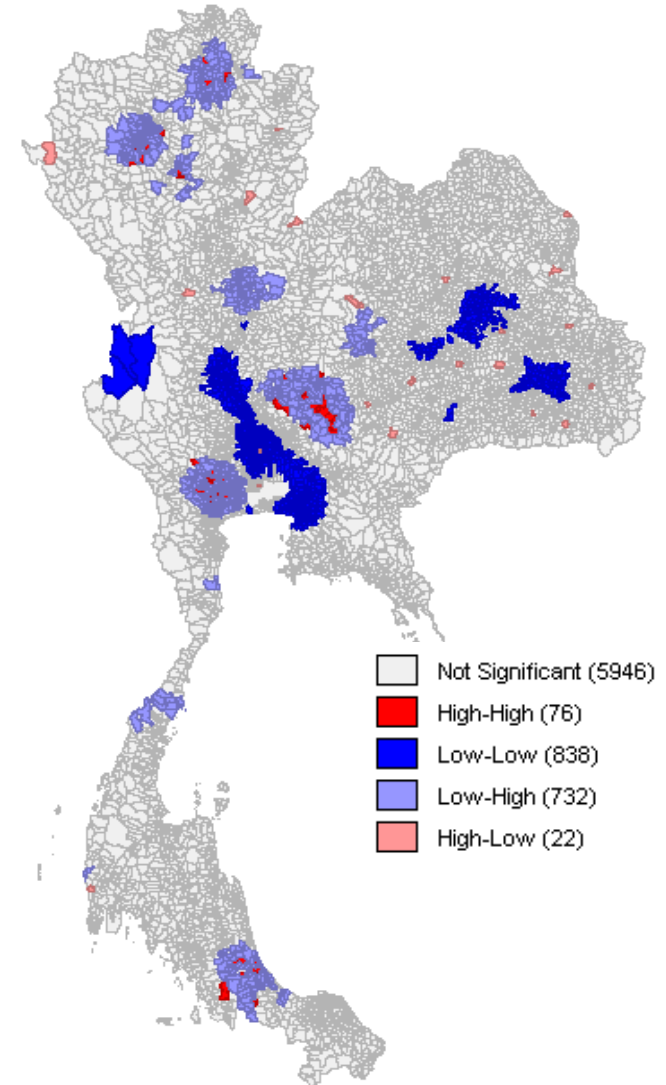 Not Significant (5946)
High-High (76)
Low-Low (838)
Low-High (732)
High-Low (22)